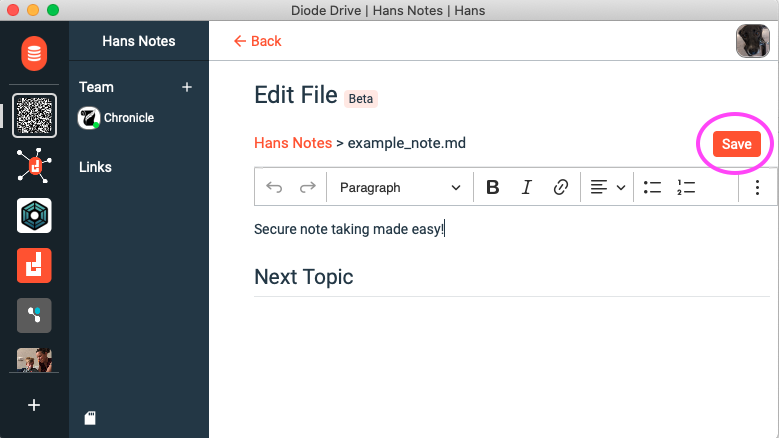 Diode Drive | Hans Notes | Hans
Hans Notes
← Back
Team +
Chronicle
Links
Edit File Beta
Hans Notes > example_note.md
Save
Paragraph B I
Secure note taking made easy!
Next Topic
+